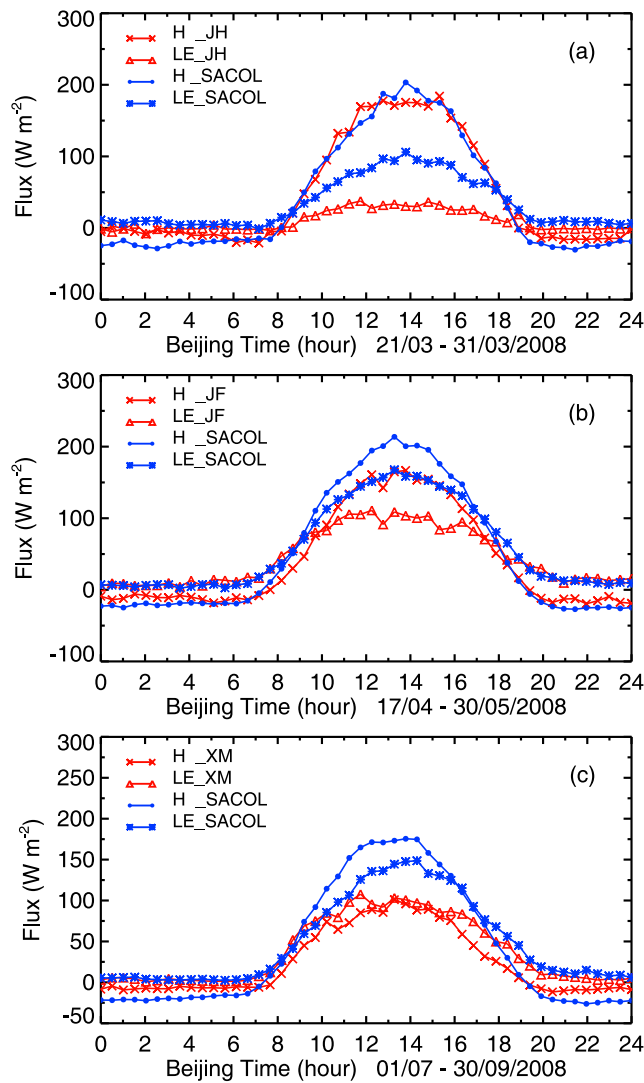 300
200
100
0
-100
Flux (W m-2)
H _JH
LE_JH
H _SACOL
LE_SACOL
(a)
0 2 4 6 8 10 12 14 16 18 20 22 24
Beijing Time (hour) 21/03 - 31/03/2008
300
200
100
0
-100
Flux (W m-2)
H _JF
LE_JF
H _SACOL
LE_SACOL
(b)
0 2 4 6 8 10 12 14 16 18 20 22 24
Beijing Time (hour) 17/04 - 30/05/2008
300
250
200
150
100
50
0
-50
Flux (W m-2)
H _XM
LE_XM
H _SACOL
LE_SACOL
(c)
0 2 4 6 8 10 12 14 16 18 20 22 24
Beijing Time (hour) 01/07 - 30/09/2008